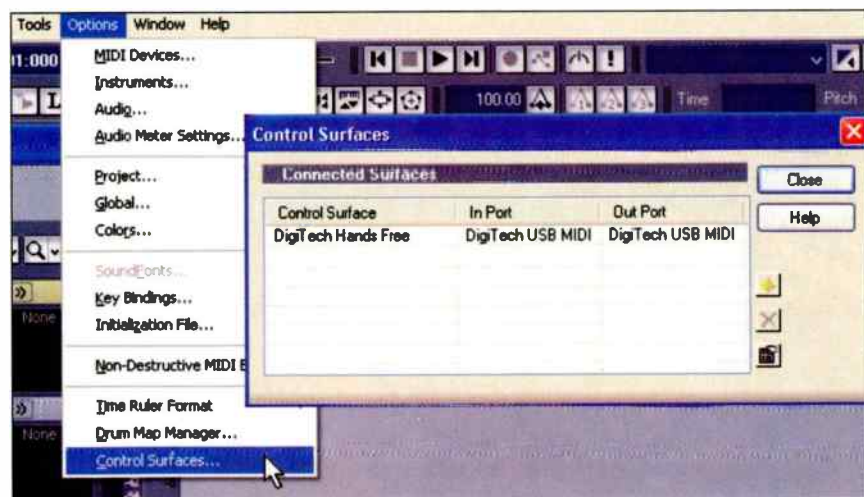 Tools Options Window Help
MIDI Devices...
Instruments...
Audio...
Audio Meter Settings...
Project...
Global...
Colors...
SoundFonts...
Key Bindings...
Initialization File...
Non-Destructive MIDI
Time Ruler Format
Drum Map Manager...
Control Surfaces...
1:000
L
100.00
Time
Pitch
None
None
Control Surfaces
Connected Surfaces
Control Surface In Port Out Port
DigiTech Hands Free DigiTech USB MIDI DigiTech USB MIDI
Close
Help